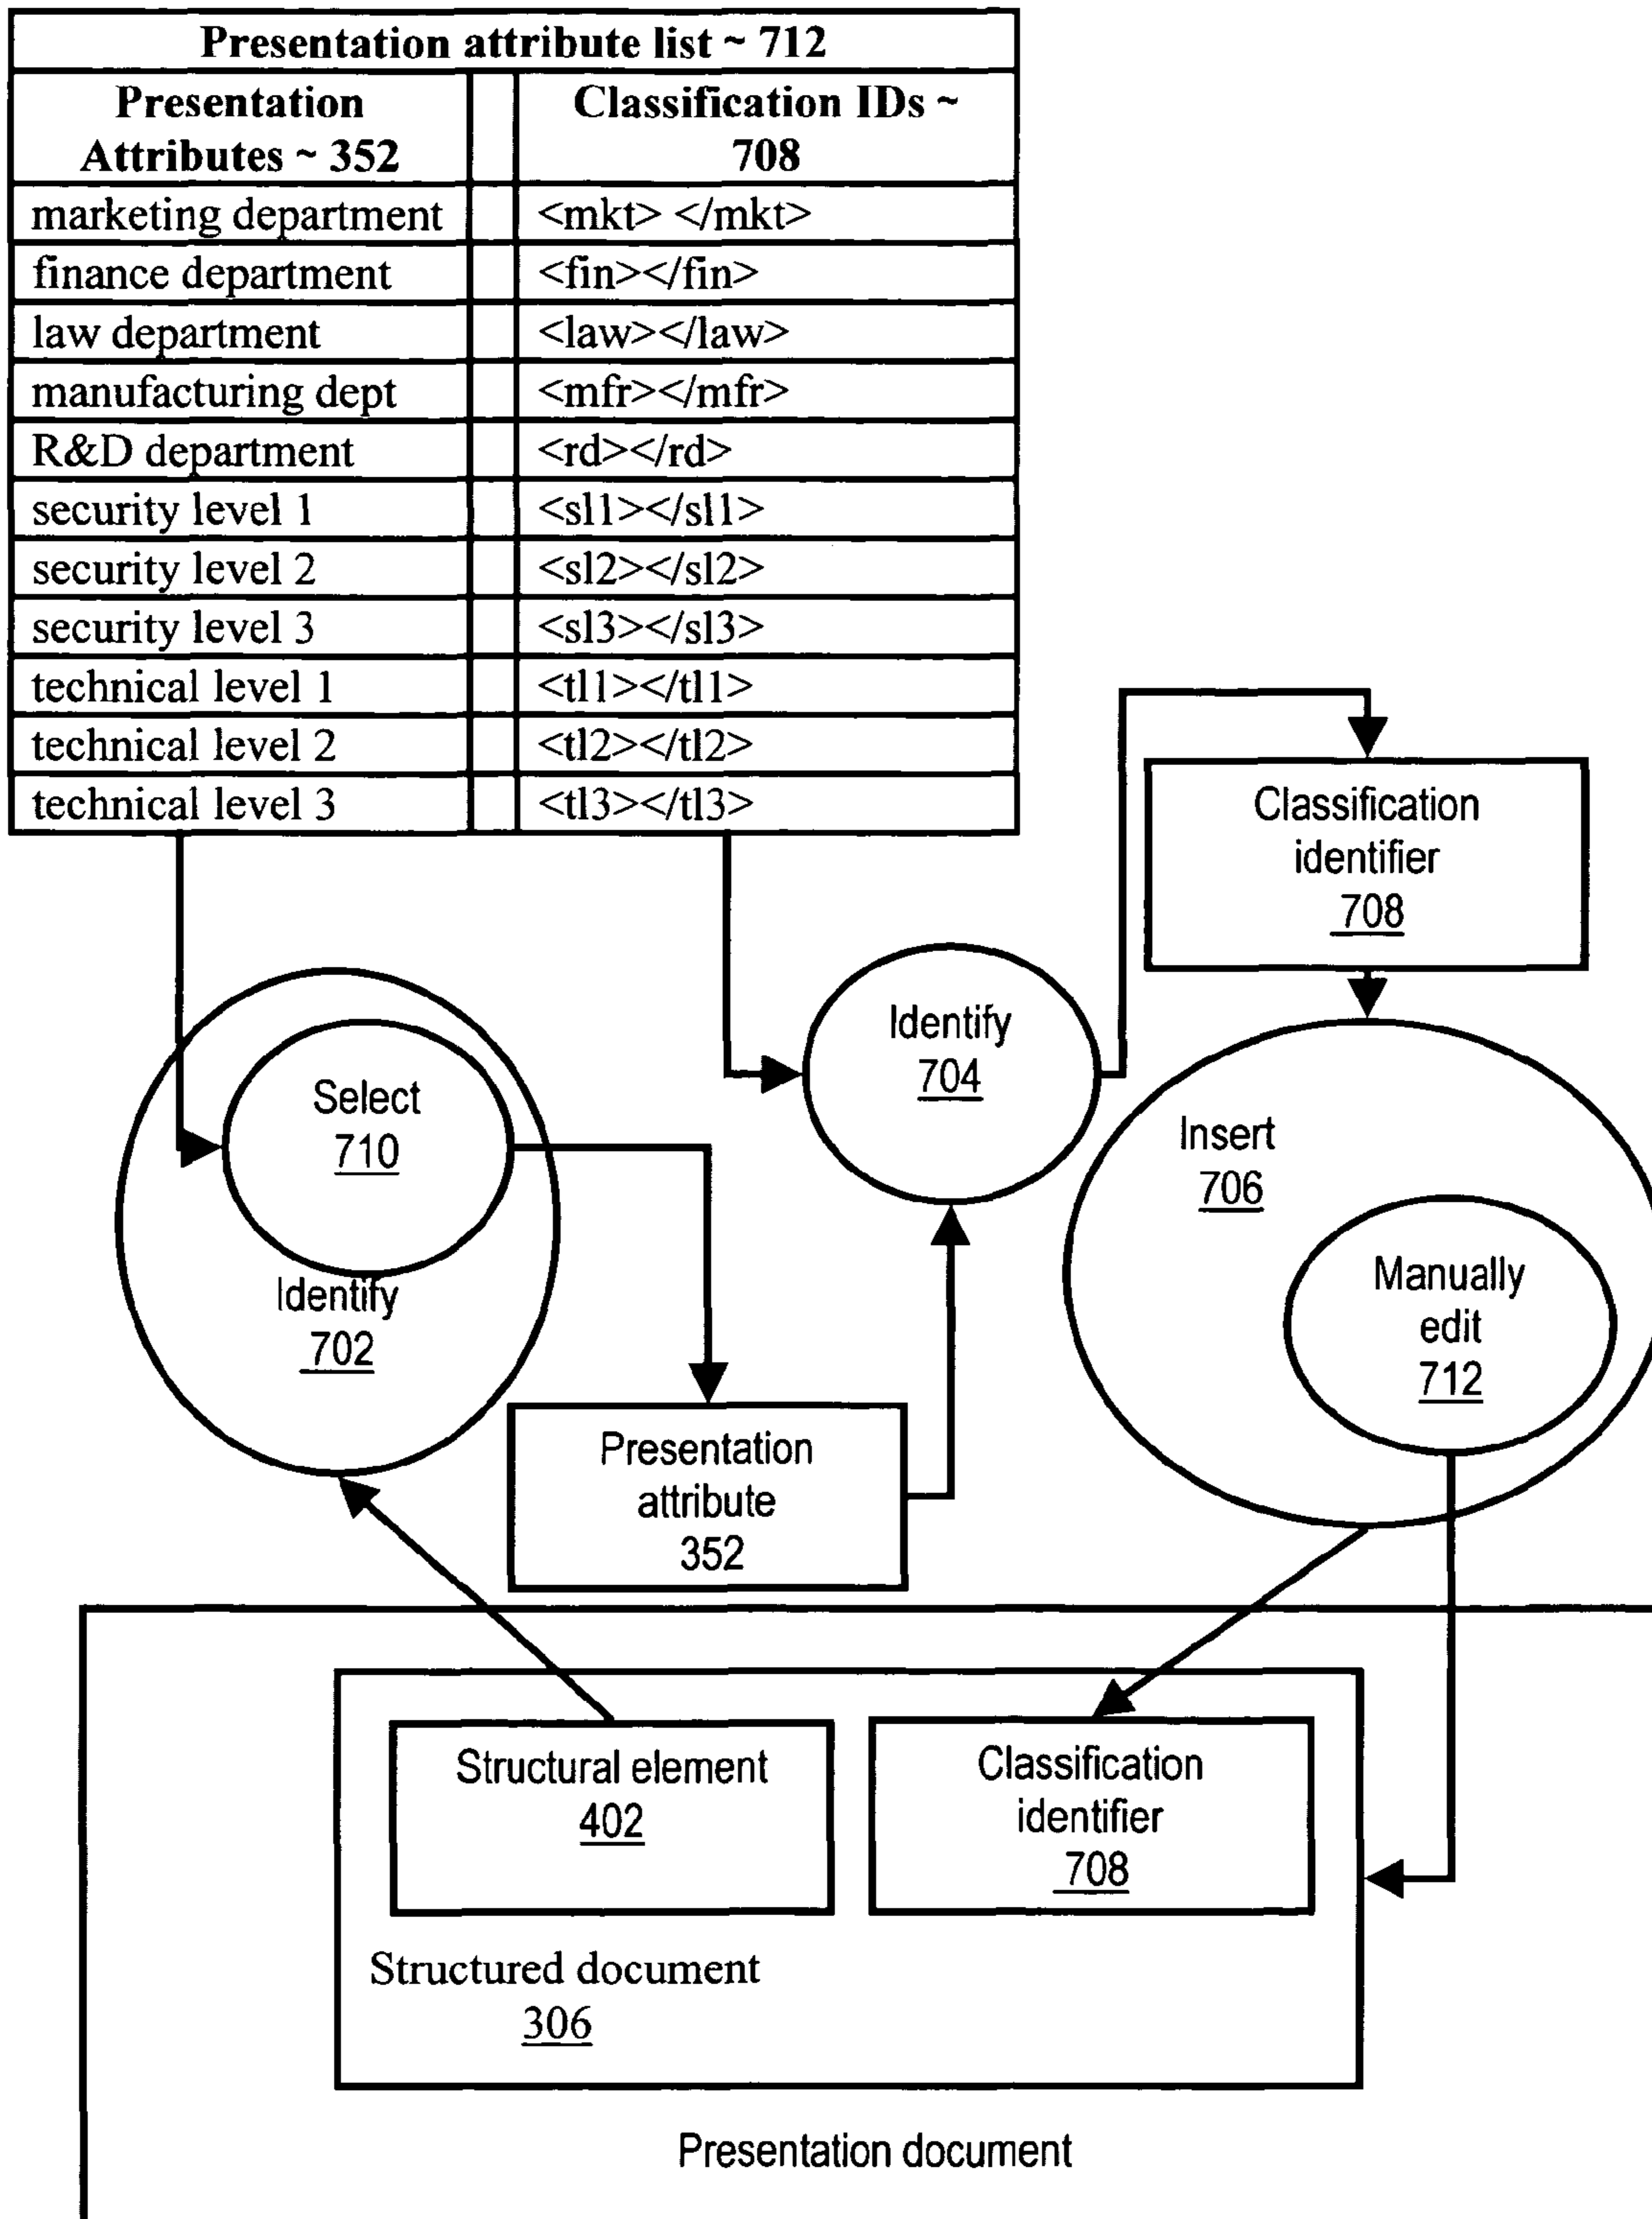 Presentation attribute list ~ 712
Presentation Attributes ~ 352
Classification IDs ~ 708
marketing department <mkt> </mkt>
finance department <fin></fin>
law department <law></law>
manufacturing dept <mfr></mfr>
R&D department <rd></rd>
security level 1 <sl1></sl1>
security level 2 <sl2></sl2>
security level 3 <sl3></sl3>
technical level 1 <tl1></tl1>
technical level 2 <tl2></tl2>
technical level 3 <tl3></tl3>
Classification
identifier
708
Identify
704
Select
710
Identify
702
Insert
706
Manually
edit
712
Presentation
attribute
352
Structural element
402
Classification
identifier
708
Structured document
306
Presentation document